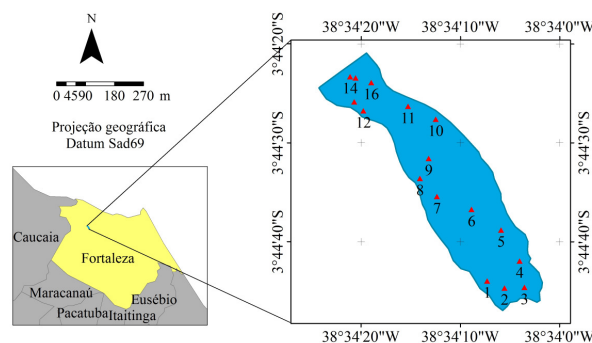 N
0 4590 180 270 m
Projeção geográfica
Datum Sad69
Caucaia
Fortaleza
Maracanaú
Eusébio
Pacatuba
Itaitinga
38°34'20"W 38°34'10"W 38°34'0"W
3°44'20"S
3°44'30"S
3°44'40"S
14
16
12
11
10
9
8
7
6
5
4
1
2
3
38°34'20"W 38°34'10"W 38°34'0"W
3°44'20"S
3°44'30"S
3°44'40"S